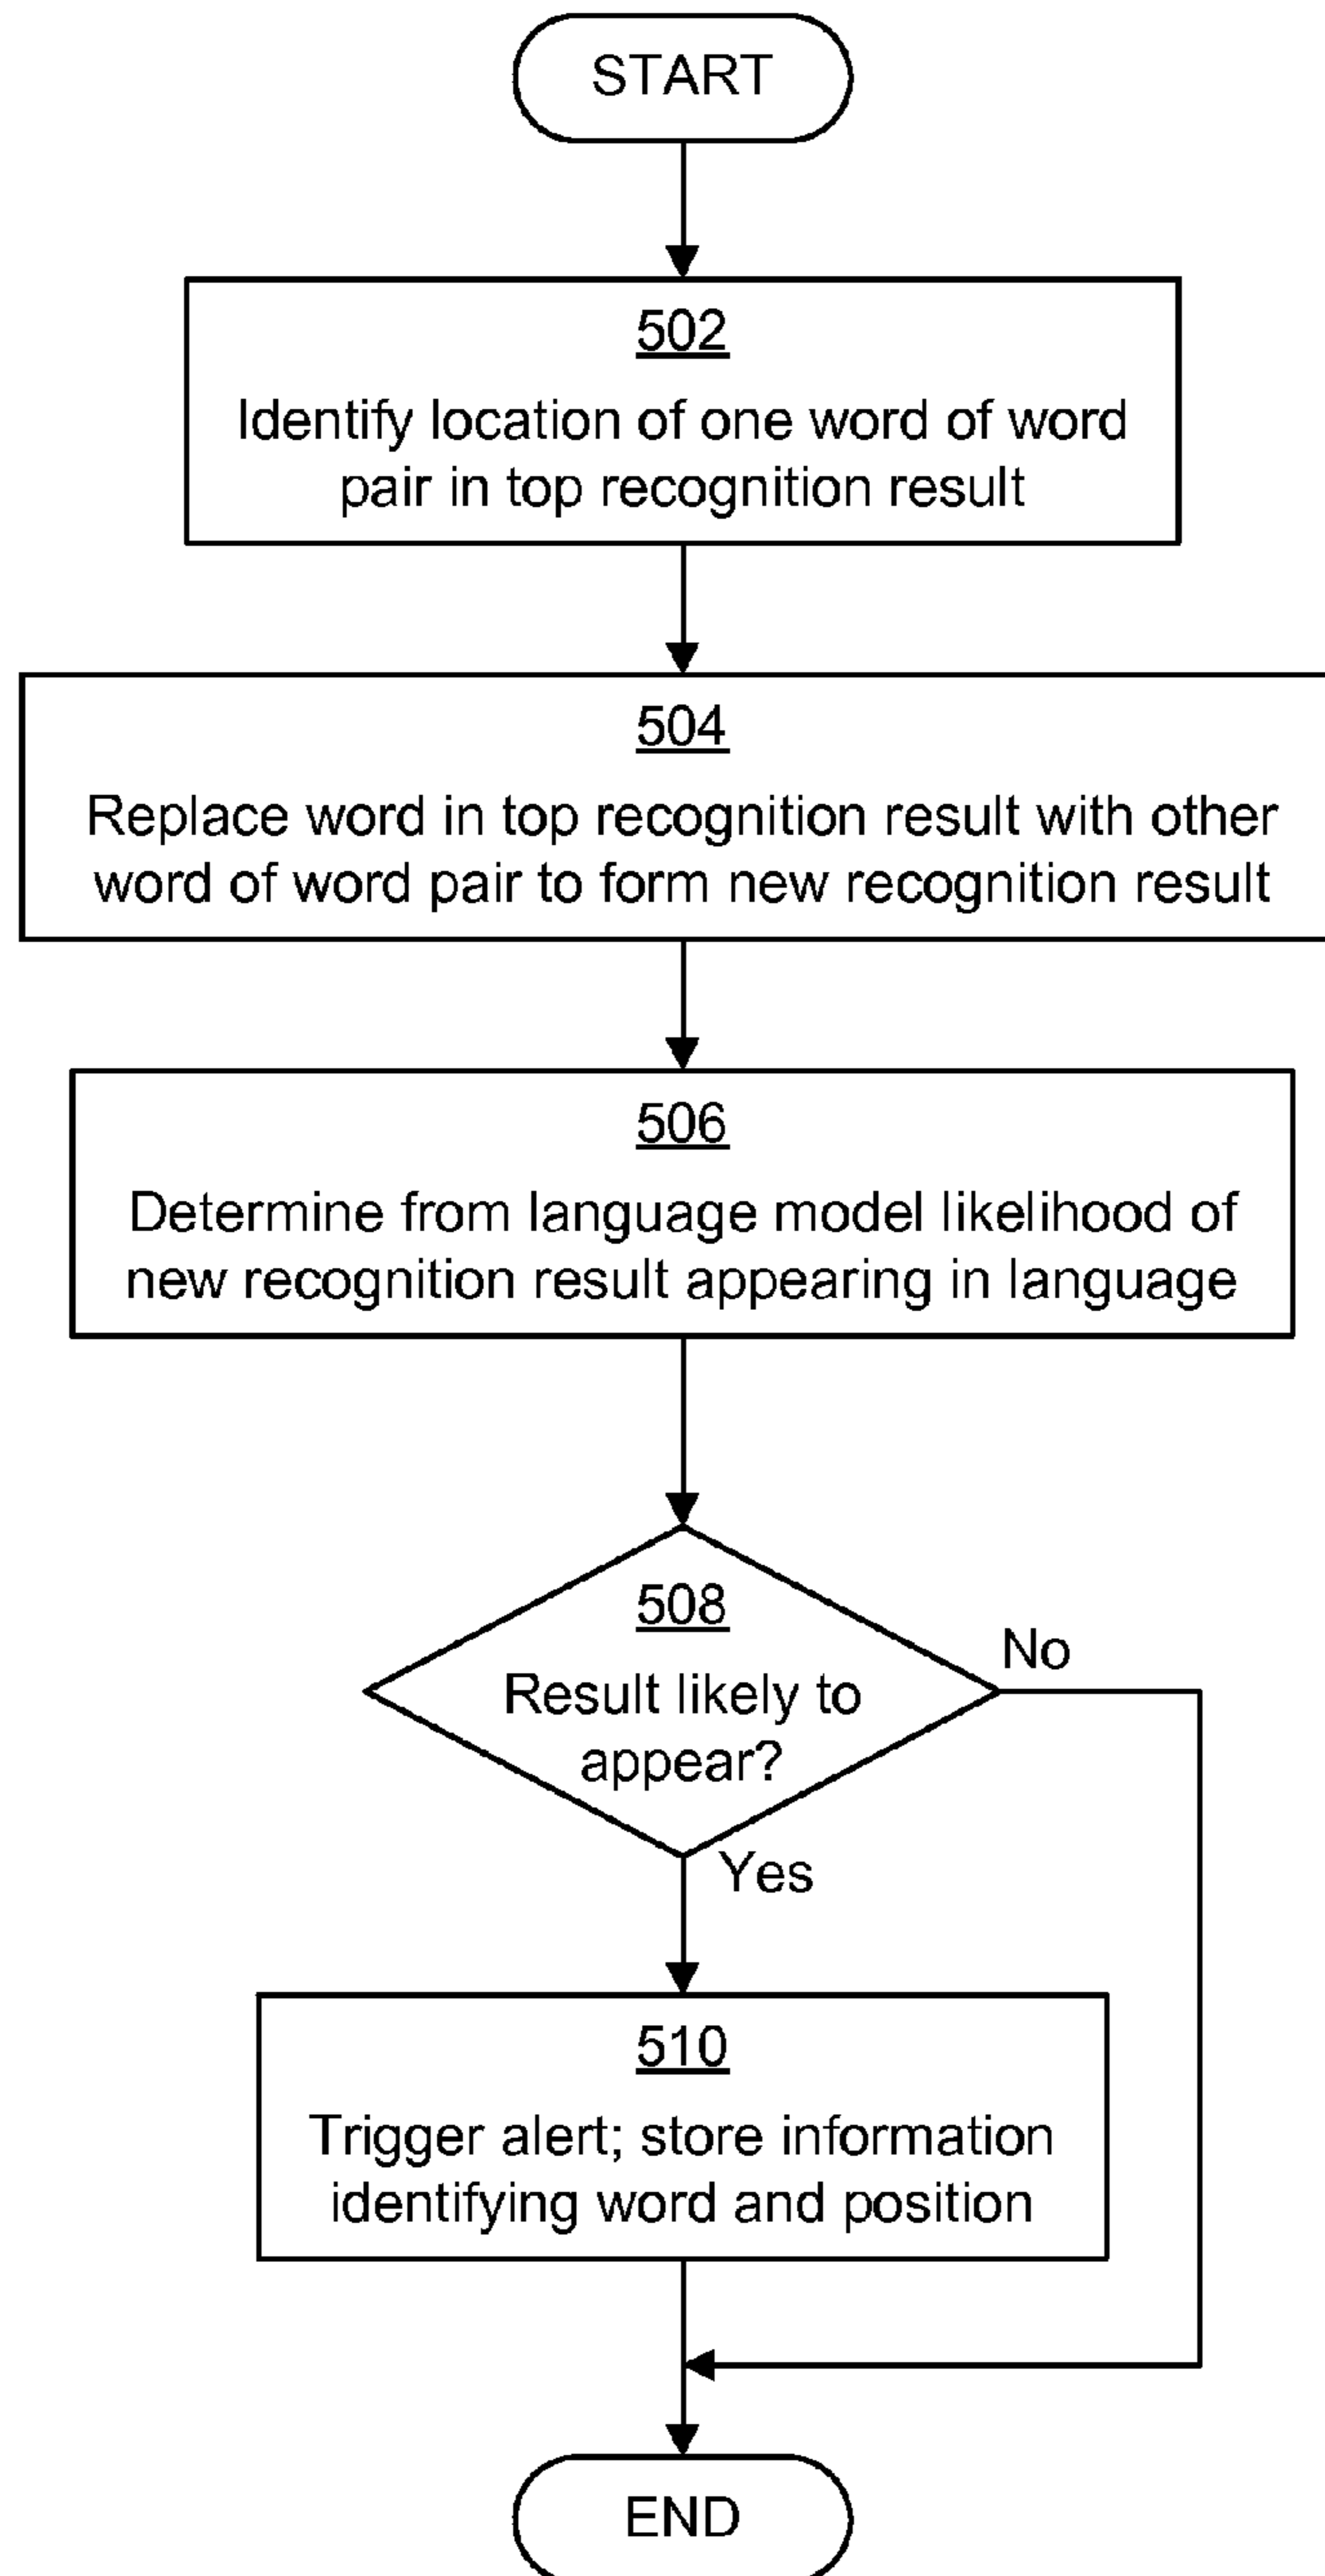 START
502
Identify location of one word of word
pair in top recognition result
504
Replace word in top recognition result with other
word of word pair to form new recognition result
506
Determine from language model likelihood of
new recognition result appearing in language
508
Result likely to
appear?
No
Yes
510
Trigger alert; store information
identifying word and position
END